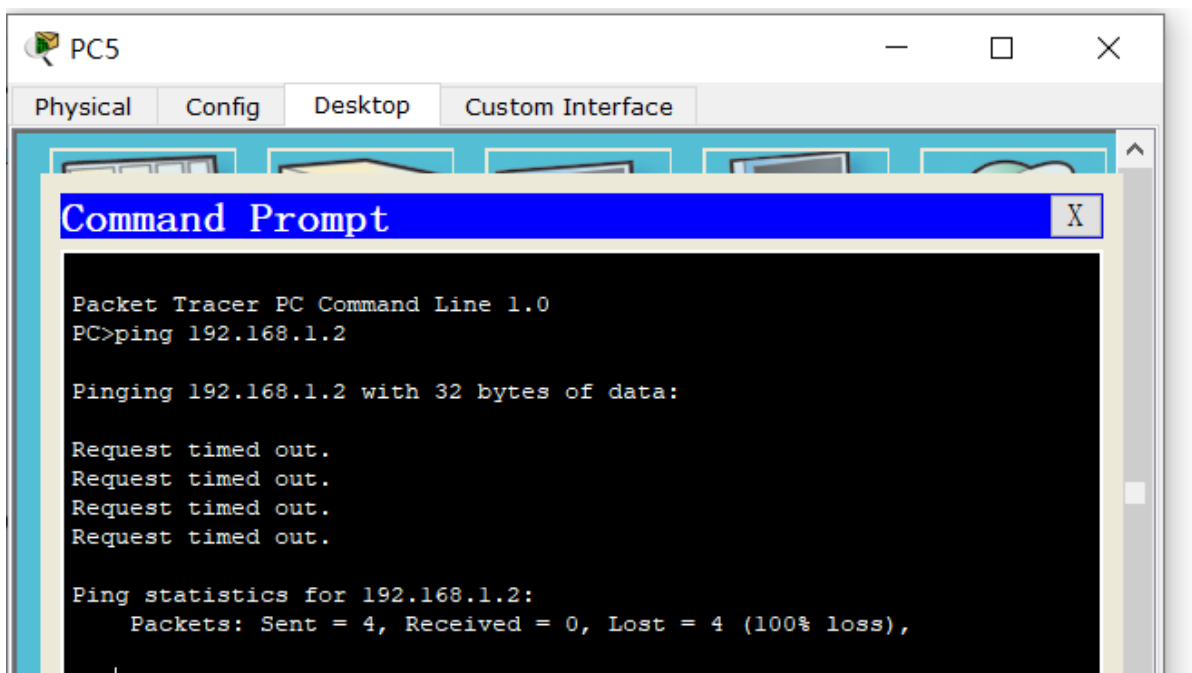 PC5
Physical Config Desktop Custom Interface
Command Prompt X
Packet Tracer PC Command Line 1.0
PC>ping 192.168.1.2
Pinging 192.168.1.2 with 32 bytes of data:
Request timed out.
Request timed out.
Request timed out.
Request timed out.
Ping statistics for 192.168.1.2:
Packets: Sent = 4, Received = 0, Lost = 4 (100% loss),